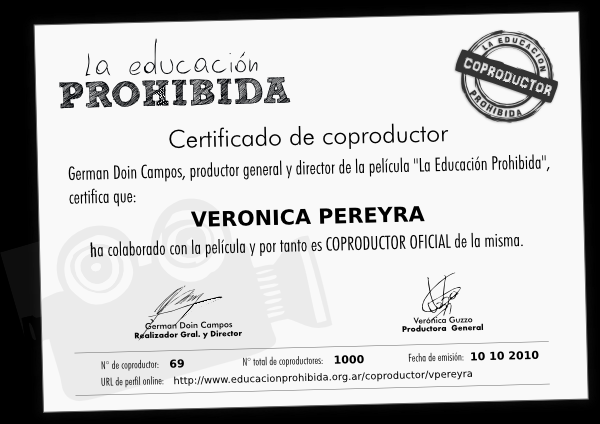 La educación
PROHIBIDA
LA EDUCACIÓN
COPRODUCTOR
PROHIBIDA
Certificado de coproductor
German Doin Campos, productor general y director de la película "La Educación Prohibida",
certifica que:
VERONICA PEREYRA
ha colaborado con la película y por tanto es COPRODUCTOR OFICIAL de la misma.
German Doin Campos
Realizador Gral. y Director
Verónica Guzzo
Productora General
N° de coproductor: 69 N° total de coproductores: 1000 Fecha de emisión: 10 10 2010
URL de perfil online: http://www.educacionprohibida.org.ar/coproductor/vpereyra